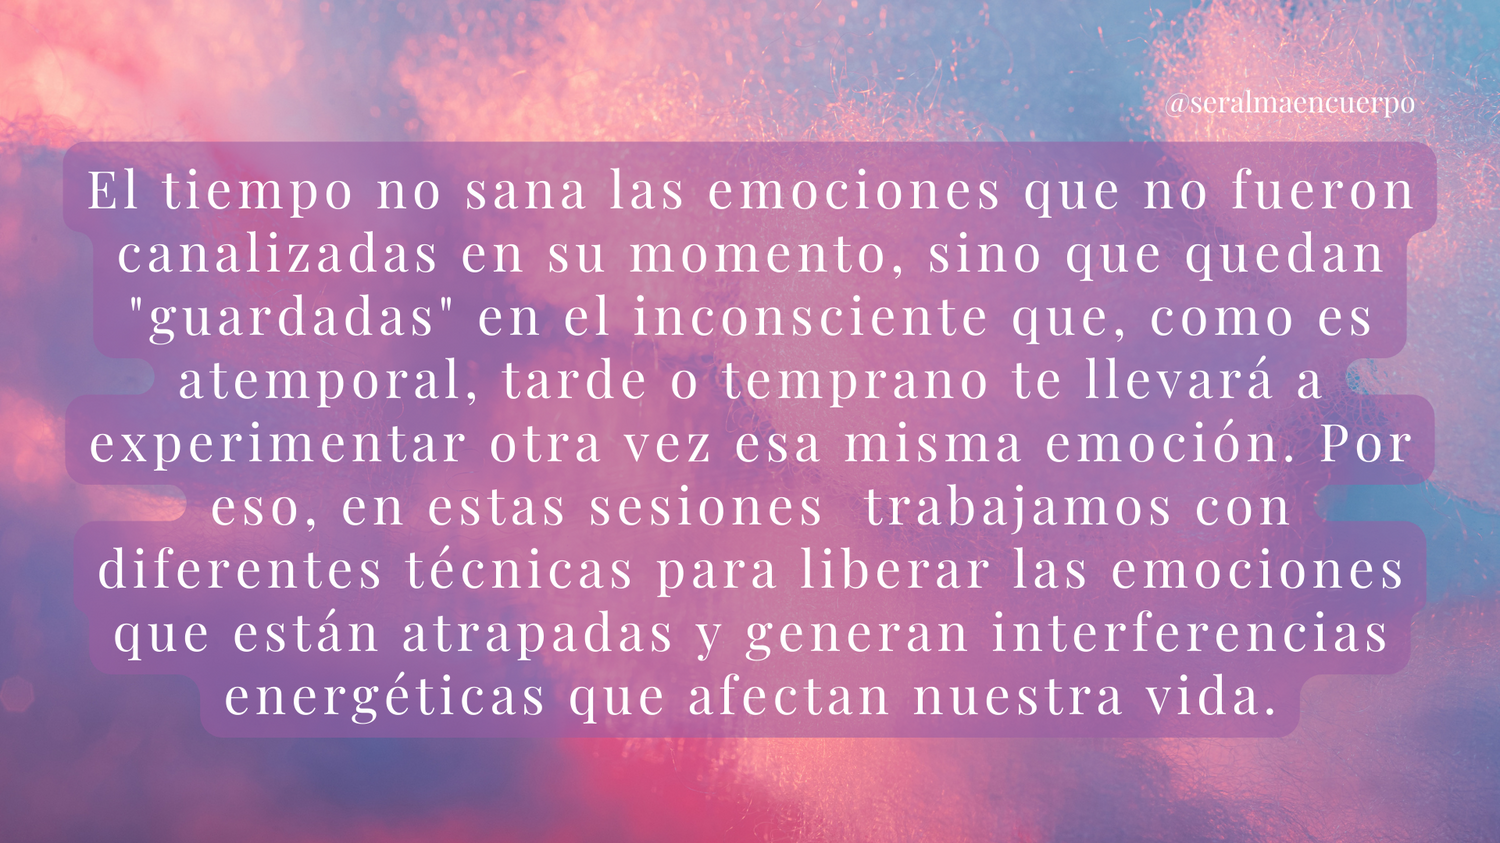 @seralmaencuerpo
El tiempo no sana las emociones que no fueron
canalizadas en su momento, sino que quedan
"guardadas" en el inconsciente que, como es
atemporal, tarde o temprano te llevará a
experimentar otra vez esa misma emoción. Por
eso, en estas sesiones  trabajamos con
diferentes técnicas para liberar las emociones
que están atrapadas y generan interferencias
energéticas que afectan nuestra vida.